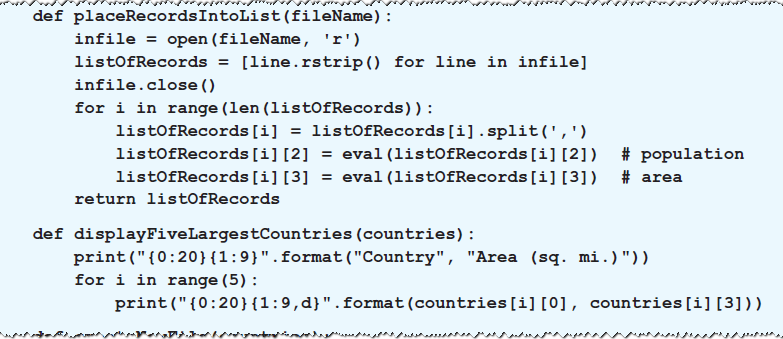 def placeRecordsIntoList(fileName):
    infile = open(fileName, 'r')
    listOfRecords = [line.rstrip() for line in infile]
    infile.close()
    for i in range(len(listOfRecords)):
        listOfRecords[i] = listOfRecords[i].split(',')
        listOfRecords[i][2] = eval(listOfRecords[i][2])  # population
        listOfRecords[i][3] = eval(listOfRecords[i][3])  # area
    return listOfRecords
def displayFiveLargestCountries(countries):
    print("{0:20}{1:9}".format("Country", "Area (sq. mi.)"))
    for i in range(5):
        print("{0:20}{1:9,d}".format(countries[i][0], countries[i][3]))